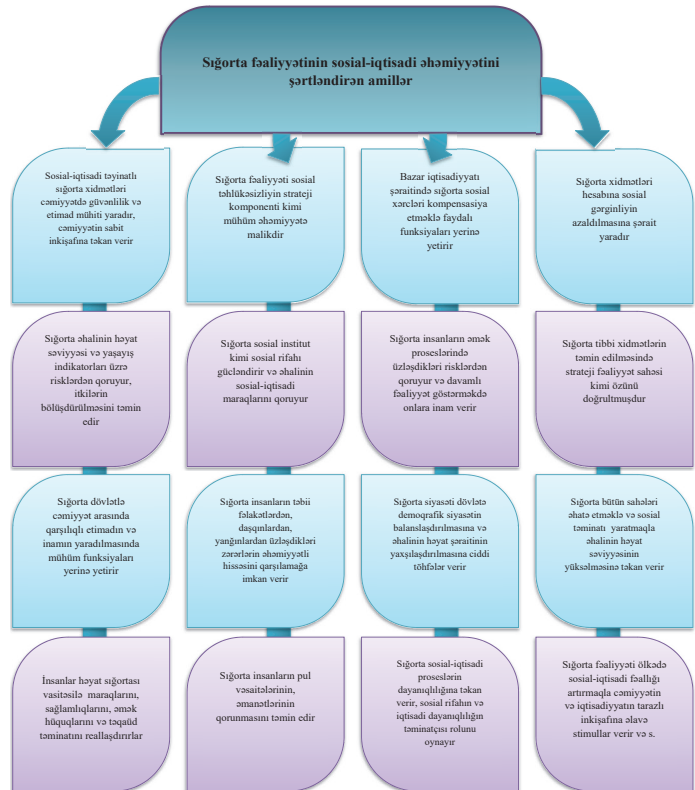 Sığorta fəaliyyətinin sosial-iqtisadi əhəmiyyətini
şərtləndirən amillər
Sosial-iqtisadi təyinatlı
sığorta xidmətləri
cəmiyyətdə güvənlilik və
etimad mühiti yaradır,
cəmiyyətin sabit
inkişafına təkan verir
Sığorta fəaliyyəti sosial
təhlükəsizliyin strateji
komponenti kimi
mühüm əhəmiyyətə
malikdir
Bazar iqtisadiyyatı
şəraitində sığorta sosial
xərcləri kompensasiya
etməklə faydalı
funksiyaları yerinə
yetirir
Sığorta xidmətləri
hesabına sosial
gərginliyin
azaldılmasına şərait
yaradır
Sığorta əhalinin həyat
səviyyəsi və yaşayış
indikatorları üzrə
risklərdən qoruyur,
itkilərin
bölüşdürülməsini təmin
edir
Sığorta sosial institut
kimi sosial rifahı
gücləndirir və əhalinin
sosial-iqtisadi
maraqlarını qoruyur
Sığorta insanların əmək
proseslərində
üzləşdikləri risklərdən
qoruyur və davamlı
fəaliyyət göstərməkdə
onlara inam verir
Sığorta tibbi xidmətlərin
təmin edilməsində
strateji fəaliyyət sahəsi
kimi özünü
doğrultmuşdur
Sığorta dövlətlə
cəmiyyət arasında
qarşılıqlı etimadın və
inamın yaradılmasında
mühüm funksiyaları
yerinə yetirir
Sığorta insanların təbii
fəlakətlərdən,
daşqınlardan,
yanğınlardan üzləşdikləri
zərərlərin əhəmiyyətli
hissəsini qarşılamağa
imkan verir
Sığorta siyasəti dövlətə
demoqrafik siyasətin
balanslaşdırılmasına və
əhalinin həyat şəraitinin
yaxşılaşdırılmasına ciddi
töhfələr verir
Sığorta bütün sahələri
əhatə etməklə və sosial
təminatı yaratmaqla
əhalinin həyat
səviyyəsinin
yüksəlməsinə təkan verir
İnsanlar həyat sığortası
vasitəsilə maraqlarını,
sağlamlıqlarını, əmək
hüquqlarını və təqaüd
təminatını reallaşdırırlar
Sığorta insanların pul
vəsaitələrinin,
əmanətlərinin
qorunmasını təmin edir
Sığorta sosial-iqtisadi
proseslərin
dayanıqlılığına təkan
verir, sosial rifahın və
iqtisadi dayanıqlılığın
təminatçısı rolunu
oynayır
Sığorta fəaliyyəti ölkədə
sosial-iqtisadi fəallığı
artırmaqla cəmiyyətin
və iqtisadiyyatın tarazlı
inkişafına əlavə
stimullar verir və s.